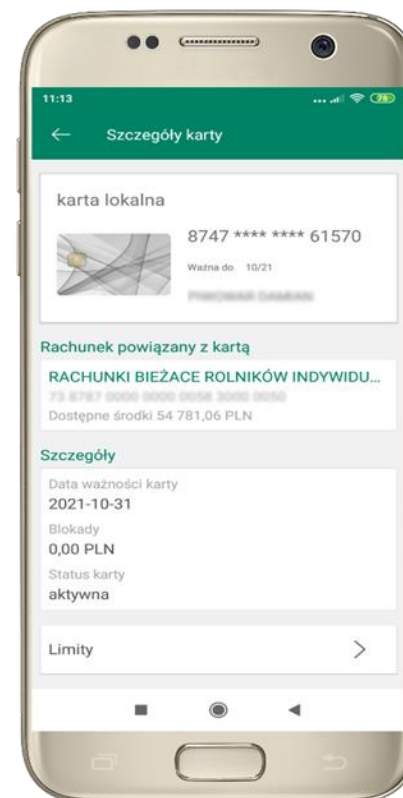 11:13
78
Szczegóły karty
karta lokalna
8747 **** **** 61570
Ważna do 10/21
Rachunek powiązany z kartą
RACHUNKI BIEŻACE ROLNIKÓW INDYWIDU...
Dostępne środki 54 781,06 PLN
Szczegóły
Data ważności karty
2021-10-31
Blokady
0,00 PLN
Status karty
aktywna
Limity